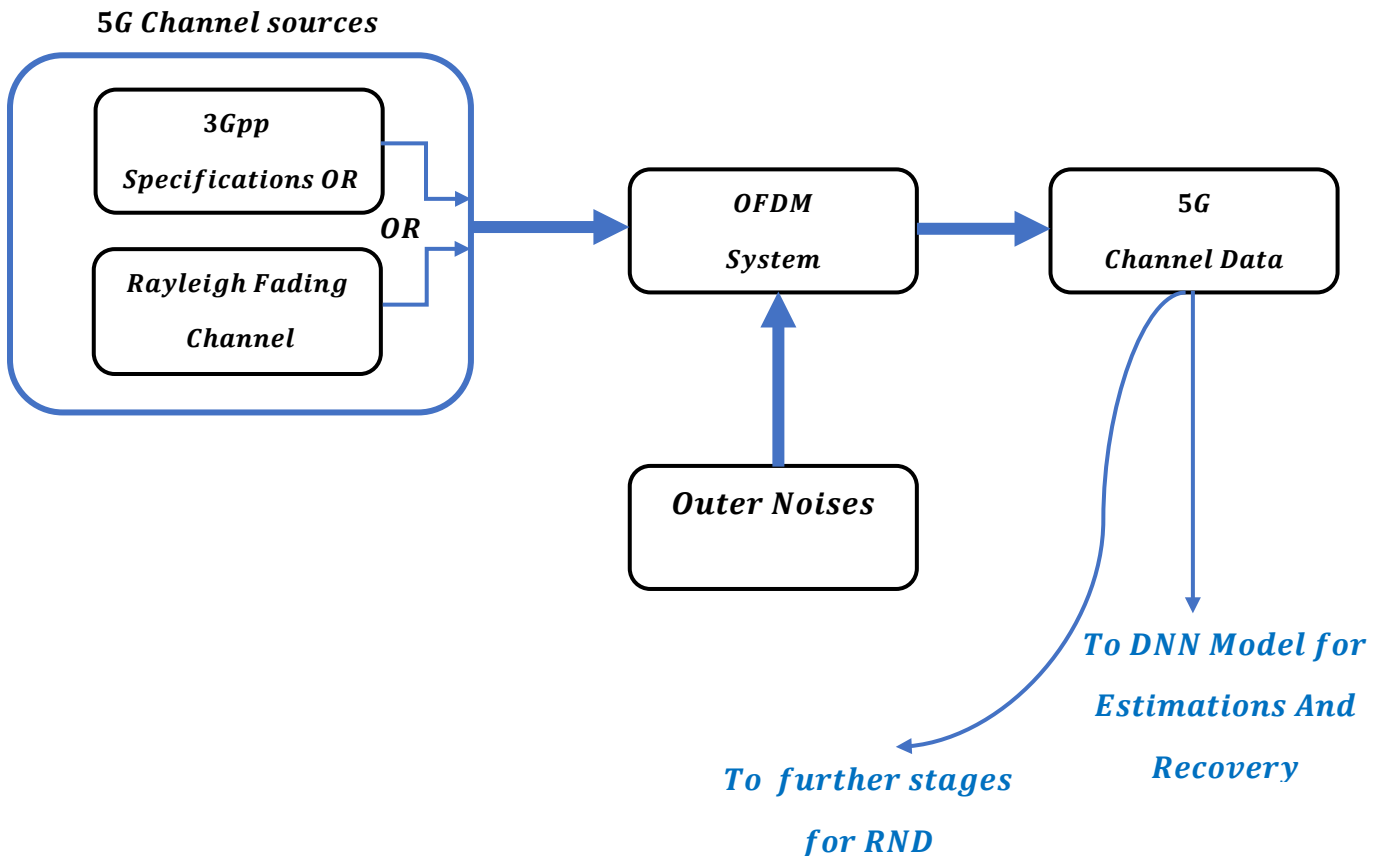 5G Channel sources
3Gpp
Specifications OR
OR
Rayleigh Fading
Channel
OFDM
System
5G
Channel Data
Outer Noises
To DNN Model for
Estimations And
Recovery
To further stages
for RND